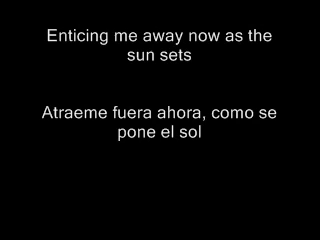 Enticing me away now as the
sun sets
Atraeme fuera ahora, como se
pone el sol